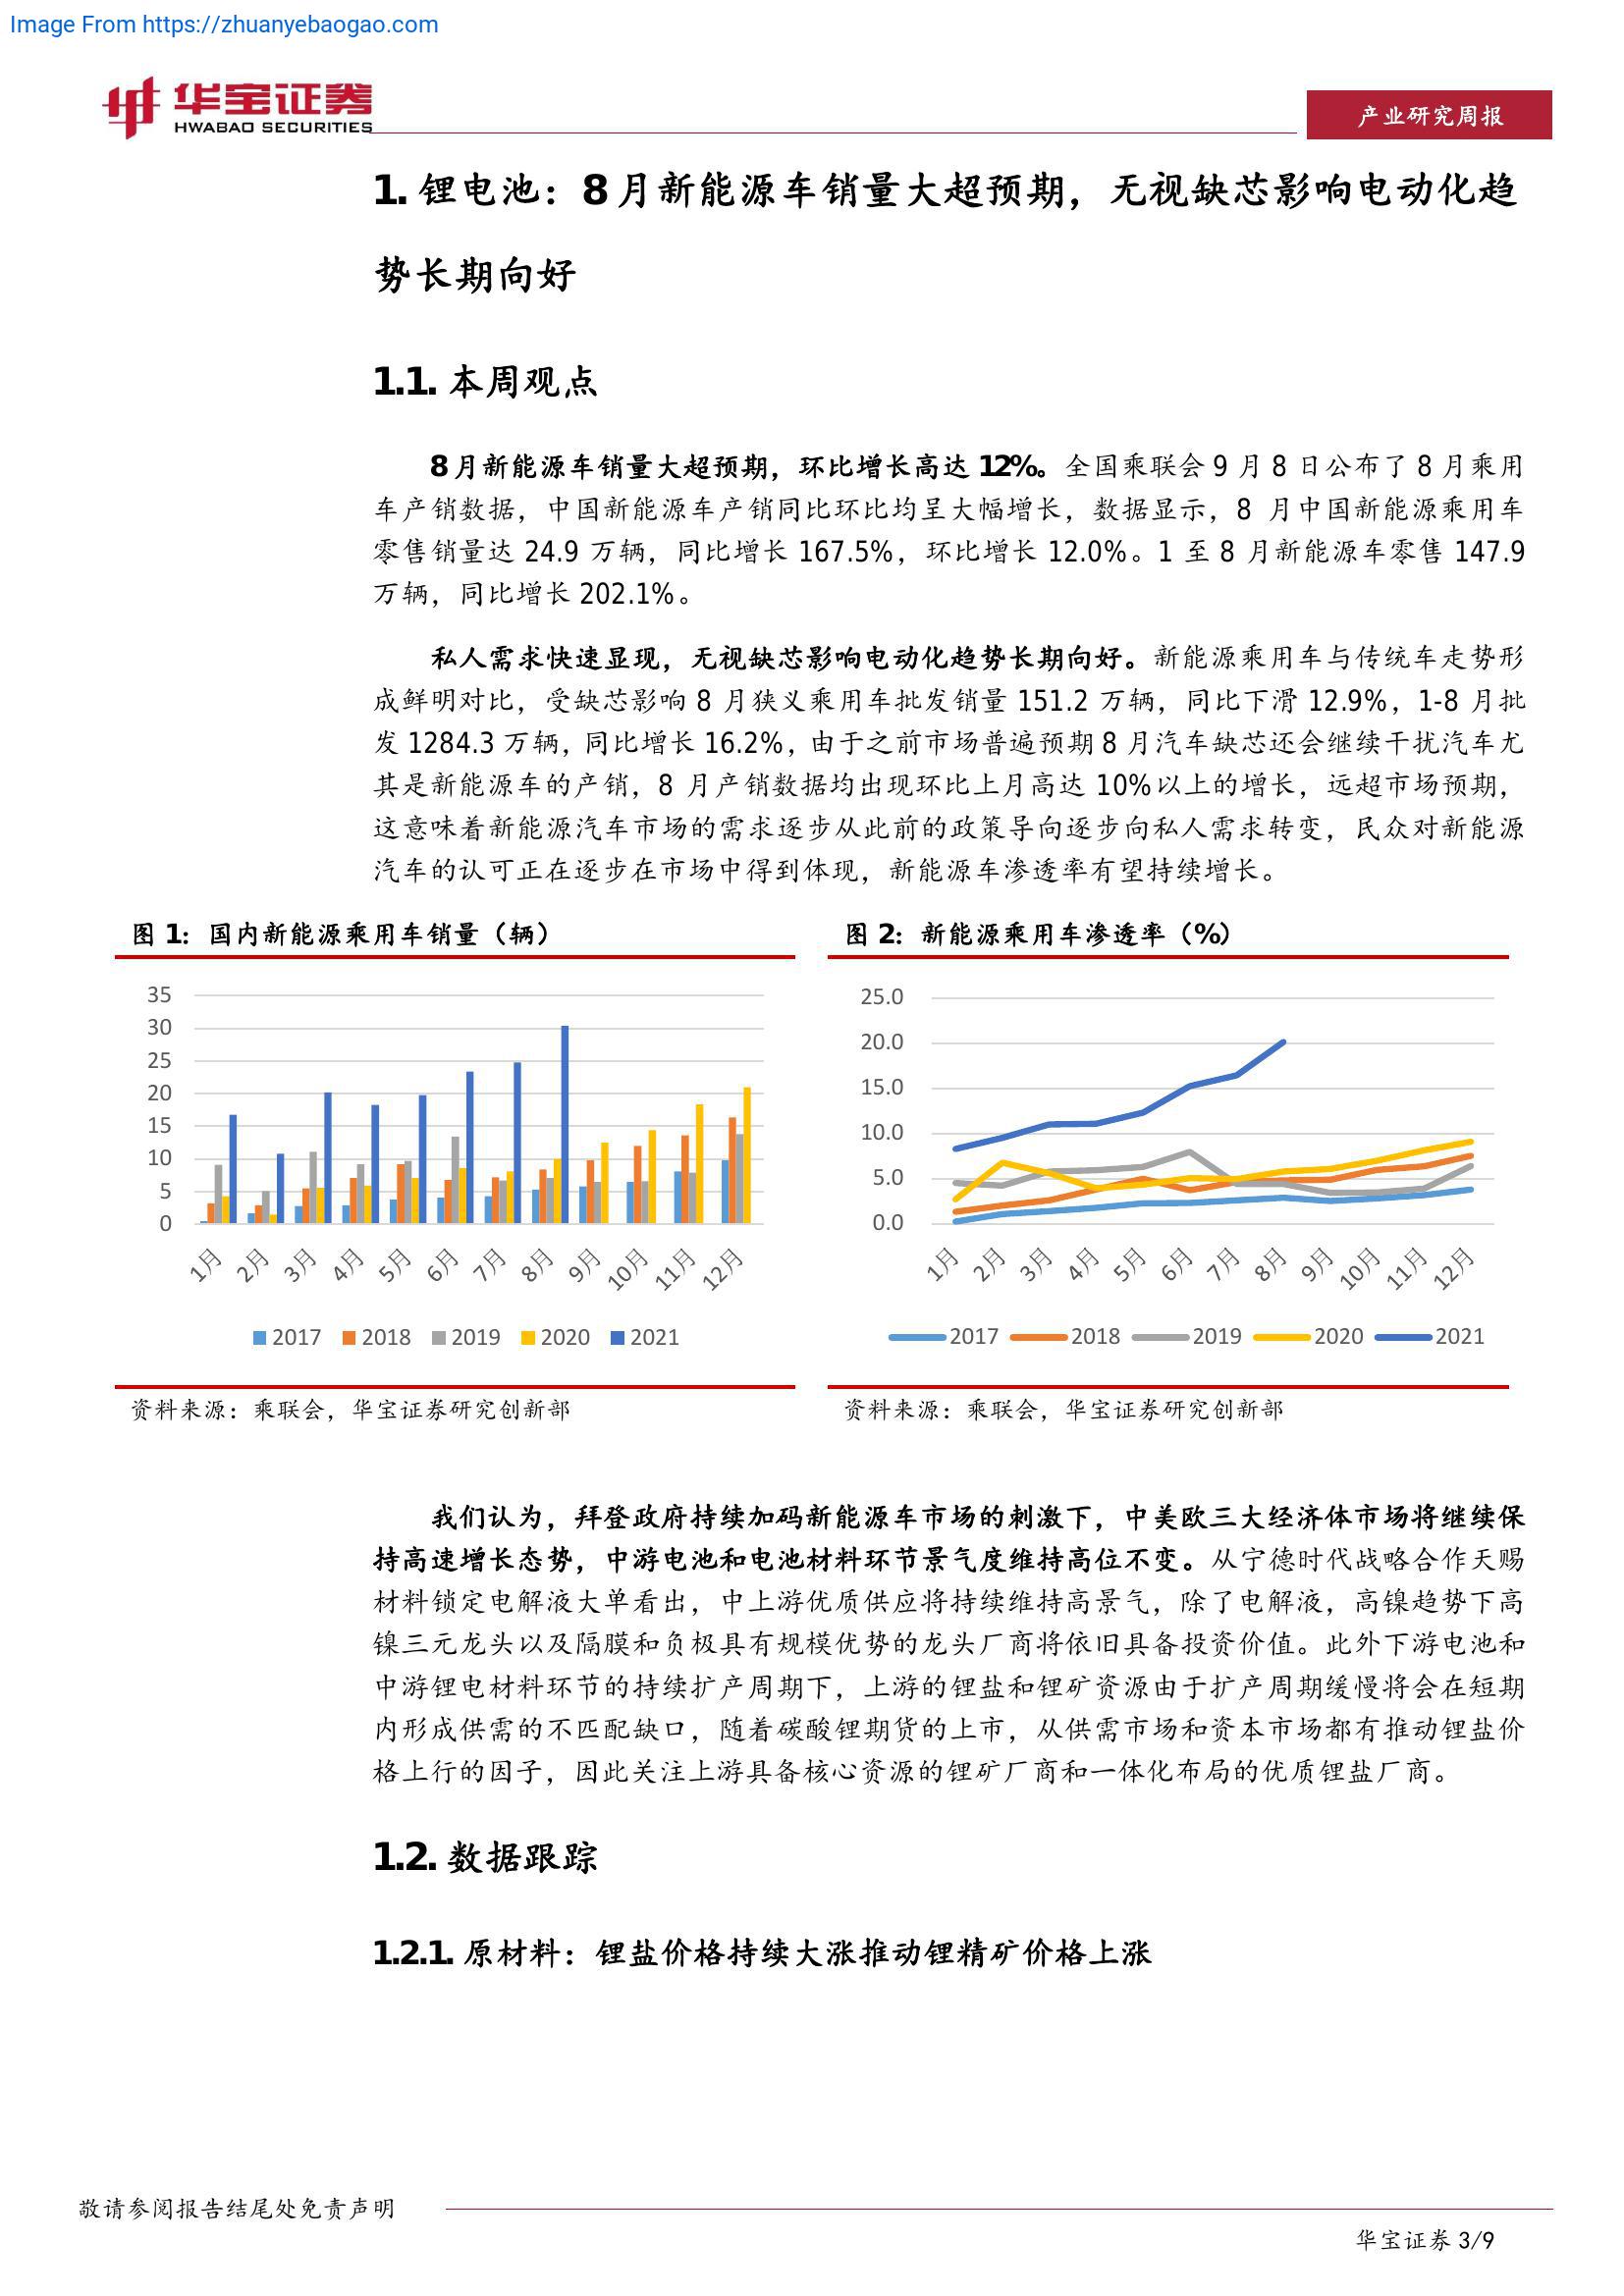 Image From https://zhuanyebaogao.com
华宝证券
HWABAO SECURITIES
产业研究周报
1. 锂电池：8月新能源车销量大超预期，无视缺芯影响电动化趋
势长期向好
1.1. 本周观点
8月新能源车销量大超预期，环比增长高达 12%。全国乘联会 9 月 8 日公布了 8 月乘用
车产销数据，中国新能源车产销同比环比均呈大幅增长，数据显示，8 月中国新能源乘用车
零售销量达 24.9 万辆，同比增长 167.5%，环比增长 12.0%。1 至 8 月新能源车零售 147.9
万辆，同比增长 202.1%。
私人需求快速显现，无视缺芯影响电动化趋势长期向好。新能源乘用车与传统车走势形
成鲜明对比，受缺芯影响 8 月狭义乘用车批发销量 151.2 万辆，同比下滑 12.9%，1-8 月批
发 1284.3 万辆，同比增长 16.2%，由于之前市场普遍预期 8 月汽车缺芯还会继续干扰汽车尤
其是新能源车的产销，8 月产销数据均出现环比上月高达 10%以上的增长，远超市场预期，
这意味着新能源汽车市场的需求逐步从此前的政策导向逐步向私人需求转变，民众对新能源
汽车的认可正在逐步在市场中得到体现，新能源车渗透率有望持续增长。
图 1：国内新能源乘用车销量（辆）
35
30
25
20
15
10
5
0
1月 2月 3月 4月 5月 6月 7月 8月 9月 10月 11月 12月
2017 2018 2019 2020 2021
资料来源：乘联会，华宝证券研究创新部
图 2：新能源乘用车渗透率（%）
25.0
20.0
15.0
10.0
5.0
0.0
1月 2月 3月 4月 5月 6月 7月 8月 9月 10月 11月 12月
2017 2018 2019 2020 2021
资料来源：乘联会，华宝证券研究创新部
我们认为，拜登政府持续加码新能源车市场的刺激下，中美欧三大经济体市场将继续保
持高速增长态势，中游电池和电池材料环节景气度维持高位不变。从宁德时代战略合作天赐
材料锁定电解液大单看出，中上游优质供应将持续维持高景气，除了电解液，高镍趋势下高
镍三元龙头以及隔膜和负极具有规模优势的龙头厂商将依旧具备投资价值。此外下游电池和
中游锂电材料环节的持续扩产周期下，上游的锂盐和锂矿资源由于扩产周期缓慢将会在短期
内形成供需的不匹配缺口，随着碳酸锂期货的上市，从供需市场和资本市场都有推动锂盐价
格上行的因子，因此关注上游具备核心资源的锂矿厂商和一体化布局的优质锂盐厂商。
1.2. 数据跟踪
1.2.1. 原材料：锂盐价格持续大涨推动锂精矿价格上涨
敬请参阅报告结尾处免责声明
华宝证券 3/9